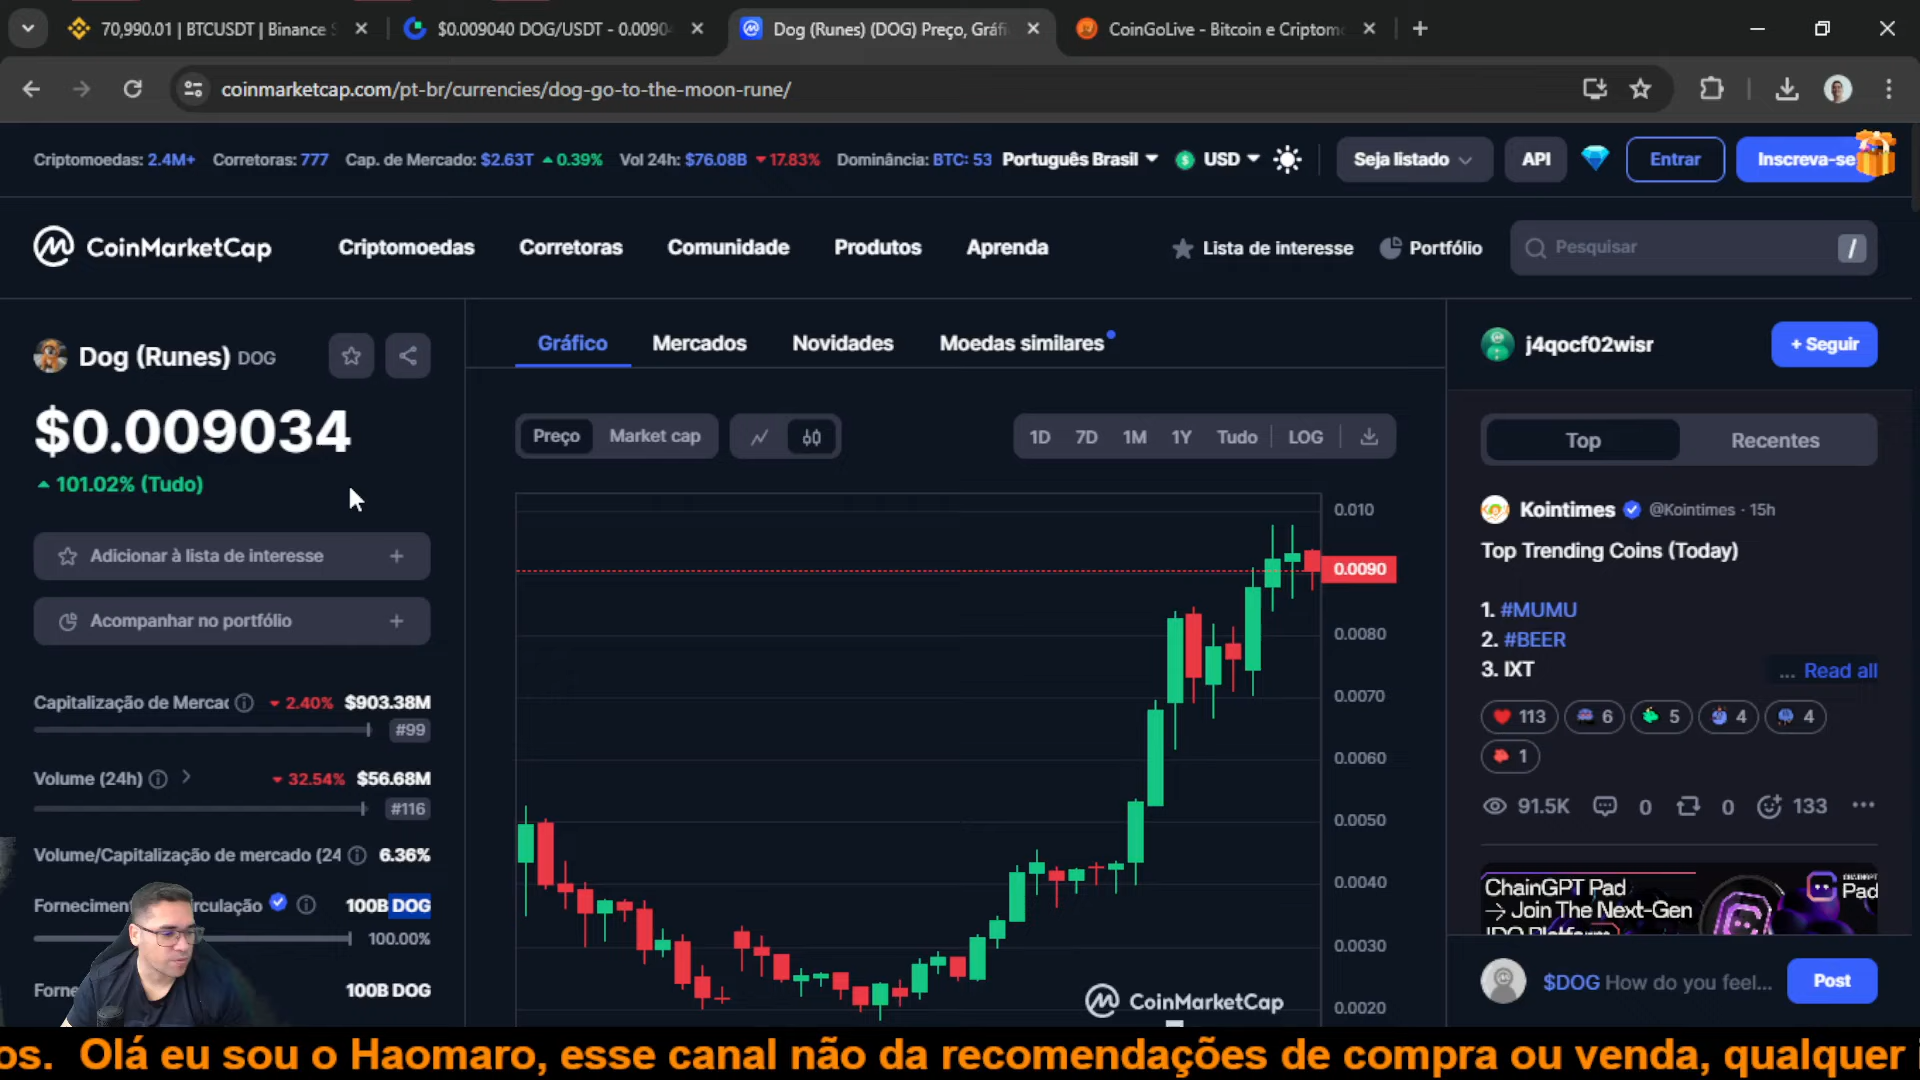 70,990.01 | BTCUSDT | Binance S
$0.009040 DOG/USDT - 0.0090
Dog (Runes) (DOG) Preço, Gráfi
CoinGoLive - Bitcoin e Criptom
coinmarketcap.com/pt-br/currencies/dog-go-to-the-moon-rune/
Criptomoedas: 2.4M+ Corretoras: 777 Cap. de Mercado: $2.63T 0.39% Vol 24h: $76.08B 17.83% Dominância: BTC: 53
Português Brasil
USD
Seja listado
API
Entrar
Inscreva-se
CoinMarketCap
Criptomoedas Corretoras Comunidade Produtos Aprenda
Lista de interesse
Portfólio
Pesquisar
/
Dog (Runes) DOG
$0.009034
101.02% (Tudo)
Adicionar à lista de interesse +
Acompanhar no portfólio +
Capitalização de Mercac 2.40% $903.38M
#99
Volume (24h) 32.54% $56.68M
#116
Volume/Capitalização de mercado (24 6.36%
Forneciment rculação 100B DOG
100.00%
Forne 100B DOG
Gráfico Mercados Novidades Moedas similares
Preço Market cap
1D 7D 1M 1Y Tudo LOG
0.010
0.0090
0.0080
0.0070
0.0060
0.0050
0.0040
0.0030
0.0020
CoinMarketCap
j4qocf02wisr
+ Seguir
Top Recentes
Kointimes @Kointimes · 15h
Top Trending Coins (Today)
1. #MUMU
2. #BEER
3. IXT
... Read all
113 6 5 4 4
1
91.5K 0 0 133
ChainGPT Pad
→ Join The Next-Gen
IDO Platform
Pad
$DOG How do you feel...
Post
os. Olá eu sou o Haomaro, esse canal não da recomendações de compra ou venda, qualquer